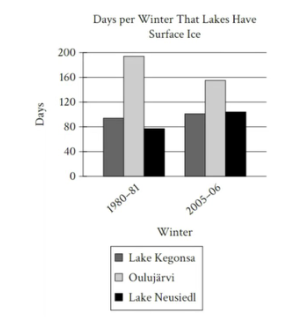 Days per Winter That Lakes Have
Surface Ice
200
160
120
80
40
0
Days
1980–81
2005–06
Winter
Lake Kegonsa
Oulujärvi
Lake Neusiedl